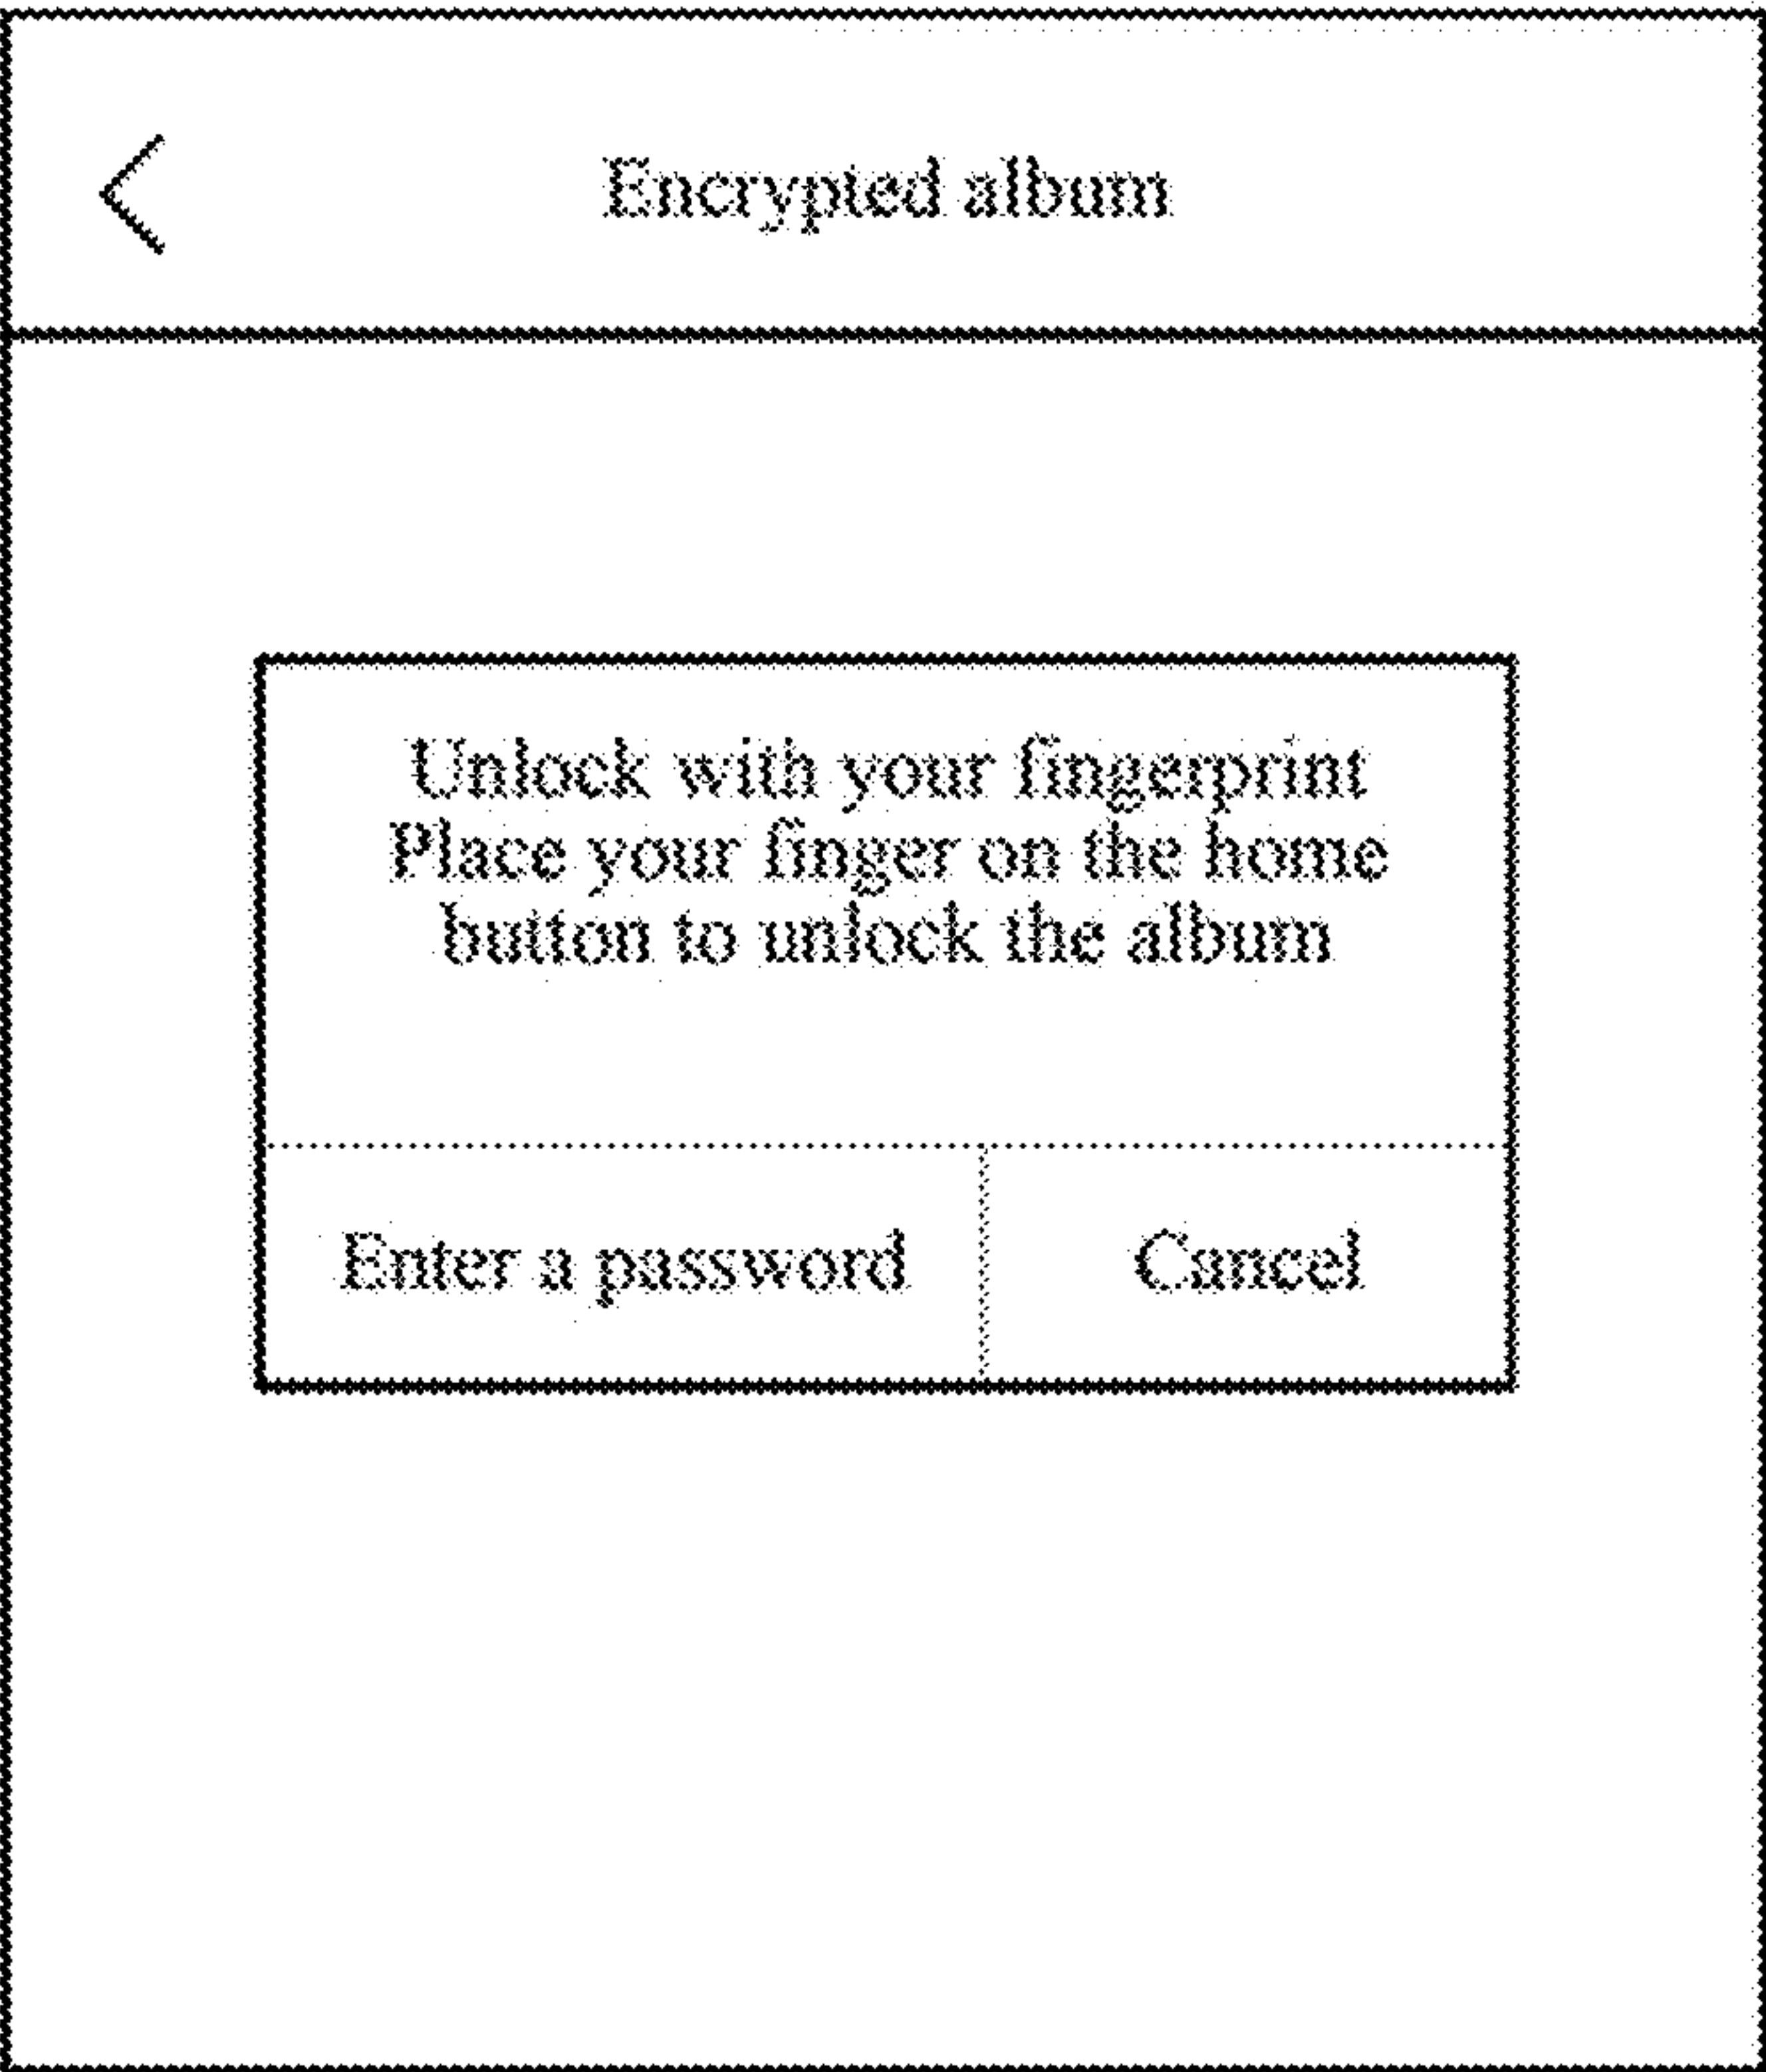 Encrypted album
Unlock with your fingerprint
Place your finger on the home
button to unlock the album
Enter a password
Cancel